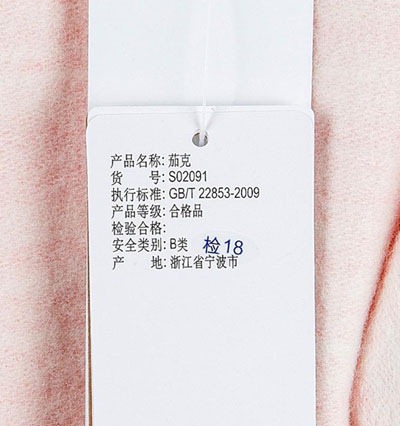 产品名称: 茄克
货 号: S02091
执行标准: GB/T 22853-2009
产品等级: 合格品
检验合格:
安全类别: B类 检18
产 地: 浙江省宁波市